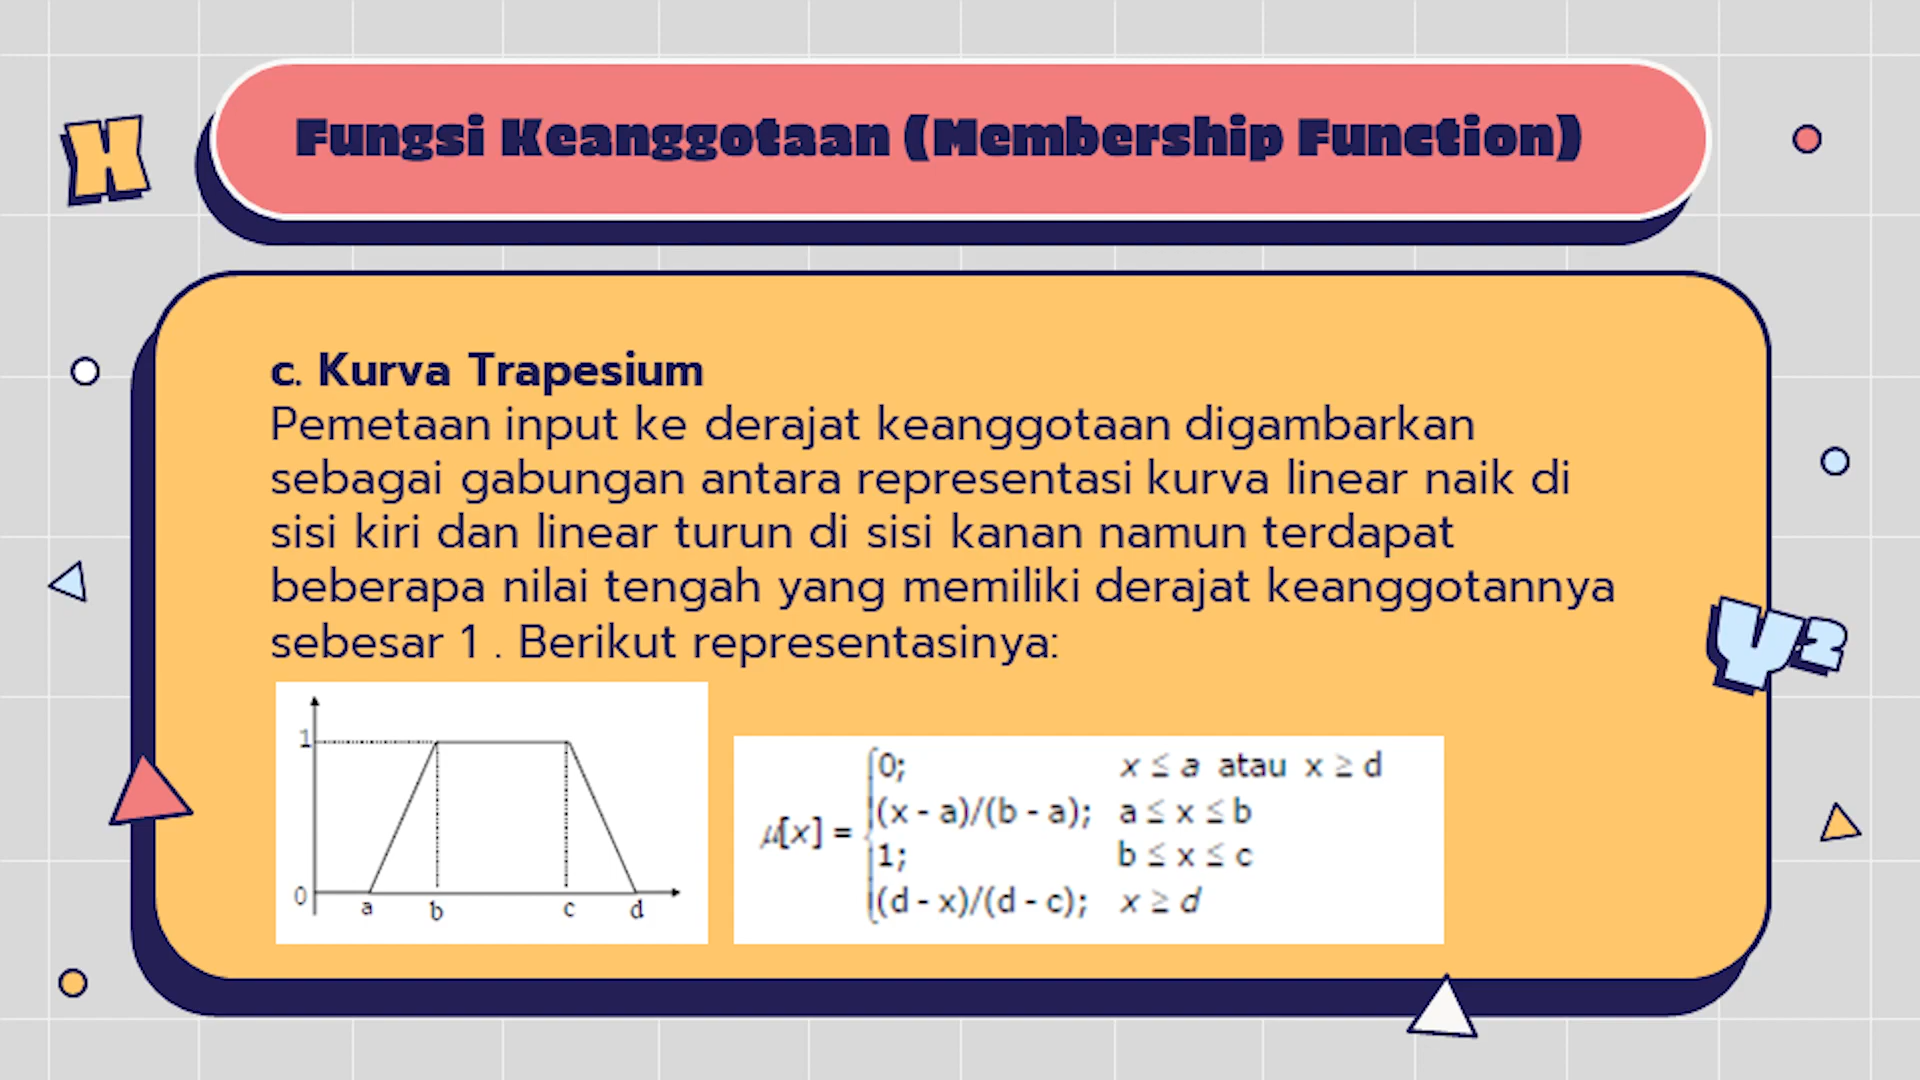 Fungsi Keanggotaan (Membership Function)
X
c. Kurva Trapesium
Pemetaan input ke derajat keanggotaan digambarkan
sebagai gabungan antara representasi kurva linear naik di
sisi kiri dan linear turun di sisi kanan namun terdapat
beberapa nilai tengah yang memiliki derajat keanggotannya
sebesar 1 . Berikut representasinya:
Y²
1
0
a b c d
0; x ≤ a atau x ≥ d
(x - a)/(b - a); a ≤ x ≤ b
μ[x] =
1; b ≤ x ≤ c
(d - x)/(d - c); x ≥ d